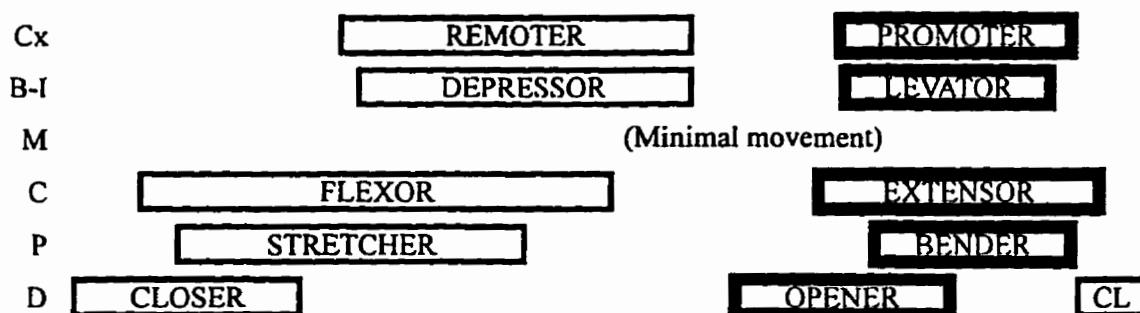 Cx REMOTER PROMOTER
B-I DEPRESSOR LEVATOR
M (Minimal movement)
C FLEXOR EXTENSOR
P STRETCHER BENDER
D CLOSER OPENER CL